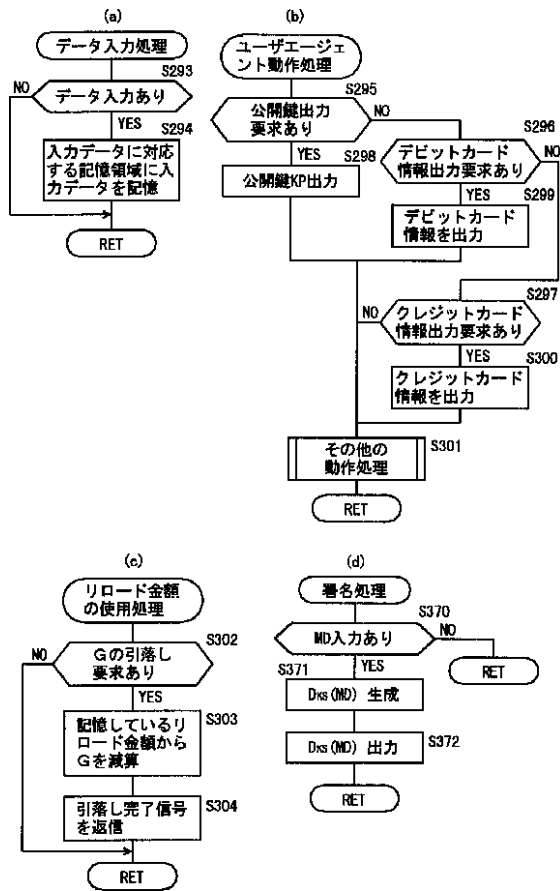 (a)
データ入力処理
S293
NO
データ入力あり
YES
S294
入力データに対応
する記憶領域に入
力データを記憶
RET
(b)
ユーザエージェ
ント動作処理
S295
公開鍵出力
要求あり
NO
YES
S298
公開鍵KP出力
S296
デビットカード
情報出力要求あり
NO
YES
S299
デビットカード
情報を出力
S297
NO
クレジットカード
情報出力要求あり
YES
S300
クレジットカード
情報を出力
その他の
動作処理
S301
RET
(c)
リロード金額
の使用処理
S302
NO
Gの引落し
要求あり
YES
S303
記憶しているリ
ロード金額から
Gを減算
S304
引落し完了信号
を返信
RET
(d)
署名処理
S370
MD入力あり
NO
RET
S371
YES
DKS(MD) 生成
DKS(MD) 出力
S372
RET